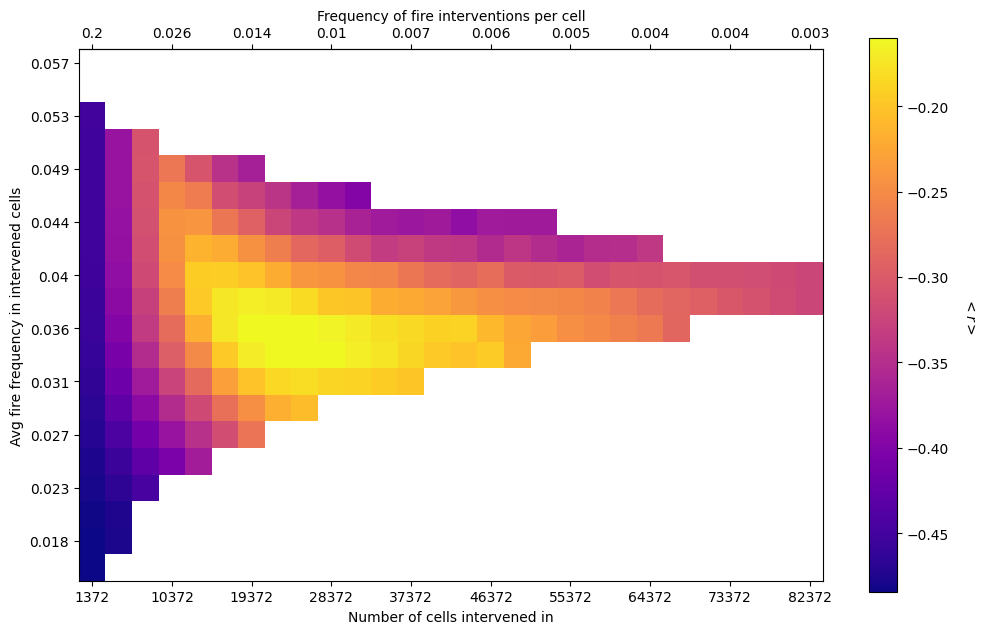 Frequency of fire interventions per cell
0.2 0.026 0.014 0.01 0.007 0.006 0.005 0.004 0.004 0.003
0.057
0.053
0.049
0.044
0.04
0.036
0.031
0.027
0.023
0.018
Avg fire frequency in intervened cells
1372 10372 19372 28372 37372 46372 55372 64372 73372 82372
Number of cells intervened in
−0.20
−0.25
−0.30
−0.35
−0.40
−0.45
< r >